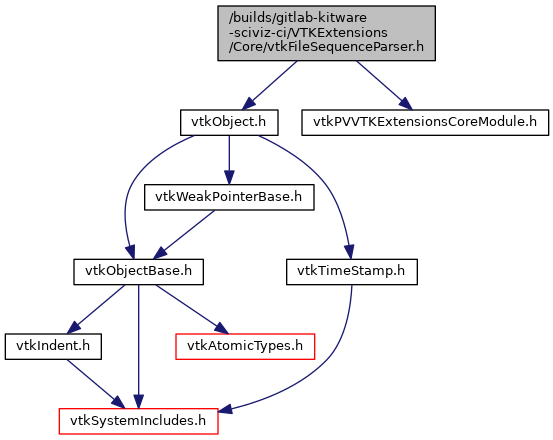 /builds/gitlab-kitware
-sciviz-ci/VTKExtensions
/Core/vtkFileSequenceParser.h
vtkObject.h
vtkPVVTKExtensionsCoreModule.h
vtkWeakPointerBase.h
vtkObjectBase.h
vtkTimeStamp.h
vtkIndent.h
vtkAtomicTypes.h
vtkSystemIncludes.h